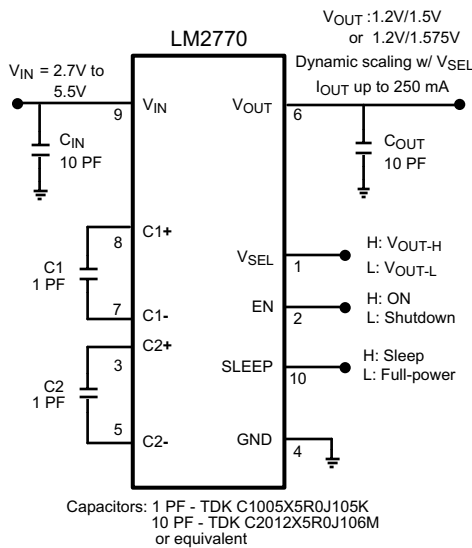 LM2770
VOUT :1.2V/1.5V
or 1.2V/1.575V
Dynamic scaling w/ VSEL
IOUT up to 250 mA
VIN = 2.7V to
5.5V
9
VIN
VOUT
6
CIN
10 PF
COUT
10 PF
8
C1+
C1
1 PF
7
C1-
VSEL
1
H: VOUT-H
L: VOUT-L
EN
2
H: ON
L: Shutdown
C2+
3
C2
1 PF
5
C2-
SLEEP
10
H: Sleep
L: Full-power
GND
4
Capacitors: 1 PF - TDK C1005X5R0J105K
10 PF - TDK C2012X5R0J106M
or equivalent